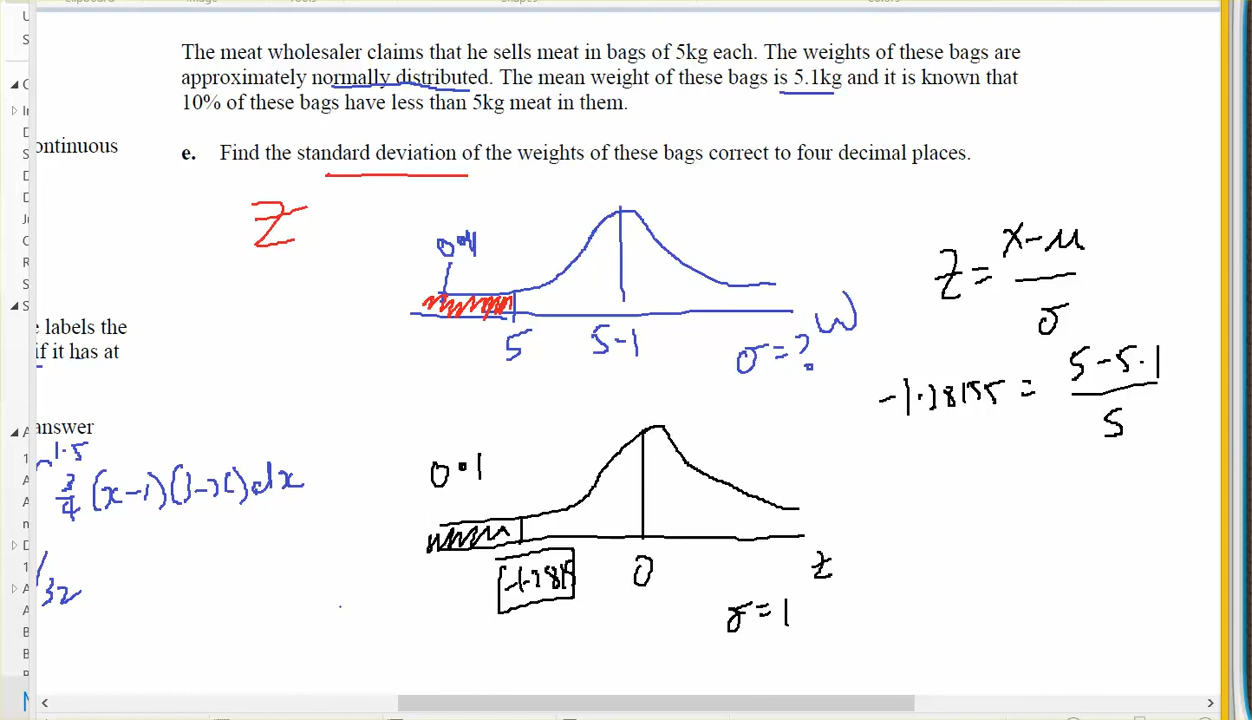 The meat wholesaler claims that he sells meat in bags of 5kg each. The weights of these bags are
approximately normally distributed. The mean weight of these bags is 5.1kg and it is known that
10% of these bags have less than 5kg meat in them.
ontinuous
e. Find the standard deviation of the weights of these bags correct to four decimal places.
Z
0.1
5 5.1
σ=?
W
Z = x-μ / σ
e labels the
if it has at
= 5-5.1 / S
answer
1.5
3/4 (x-1)(3-x) dx
0.1
0
z
σ=1
/32